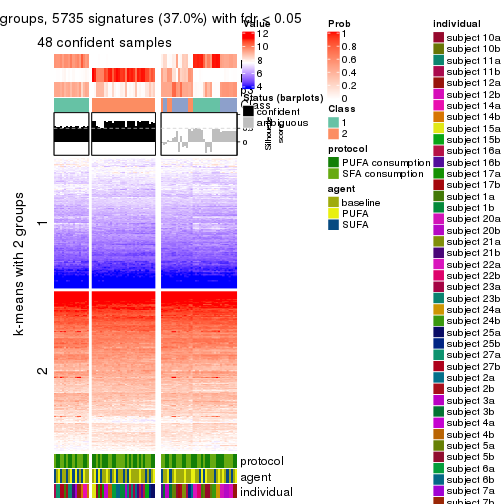 groups, 5735 signatures (37.0%) with fdr < 0.05
48 confident samples
k-means with 2 groups
1
2
protocol
agent
individual
Value
12
10
8
6
4
Status (barplots)
confident
ambiguous
Class
0.5
0
Silhouette
score
Prob
1
0.8
0.6
0.4
0.2
0
Class
1
2
protocol
PUFA consumption
SFA consumption
agent
baseline
PUFA
SUFA
individual
subject 10a
subject 10b
subject 11a
subject 11b
subject 12a
subject 12b
subject 14a
subject 14b
subject 15a
subject 15b
subject 16a
subject 16b
subject 17a
subject 17b
subject 1a
subject 1b
subject 20a
subject 20b
subject 21a
subject 21b
subject 22a
subject 22b
subject 23a
subject 23b
subject 24a
subject 24b
subject 25a
subject 25b
subject 27a
subject 27b
subject 2a
subject 2b
subject 3a
subject 3b
subject 4a
subject 4b
subject 5a
subject 5b
subject 6a
subject 6b
subject 7a
subject 7b